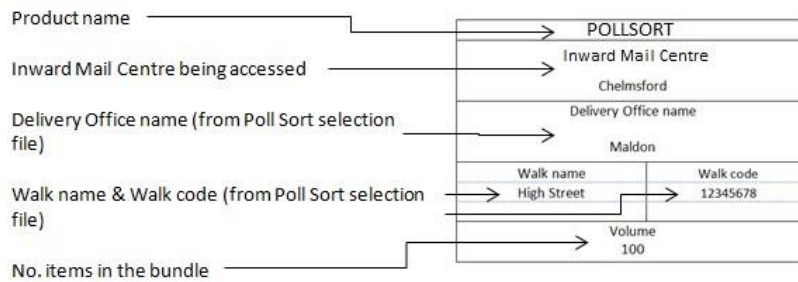 Product name
POLLSORT
Inward Mail Centre being accessed
Inward Mail Centre
Chelmsford
Delivery Office name (from Poll Sort selection
file)
Delivery Office name
Maldon
Walk name & Walk code (from Poll Sort selection
file)
Walk name
Walk code
High Street
12345678
No. items in the bundle
Volume
100